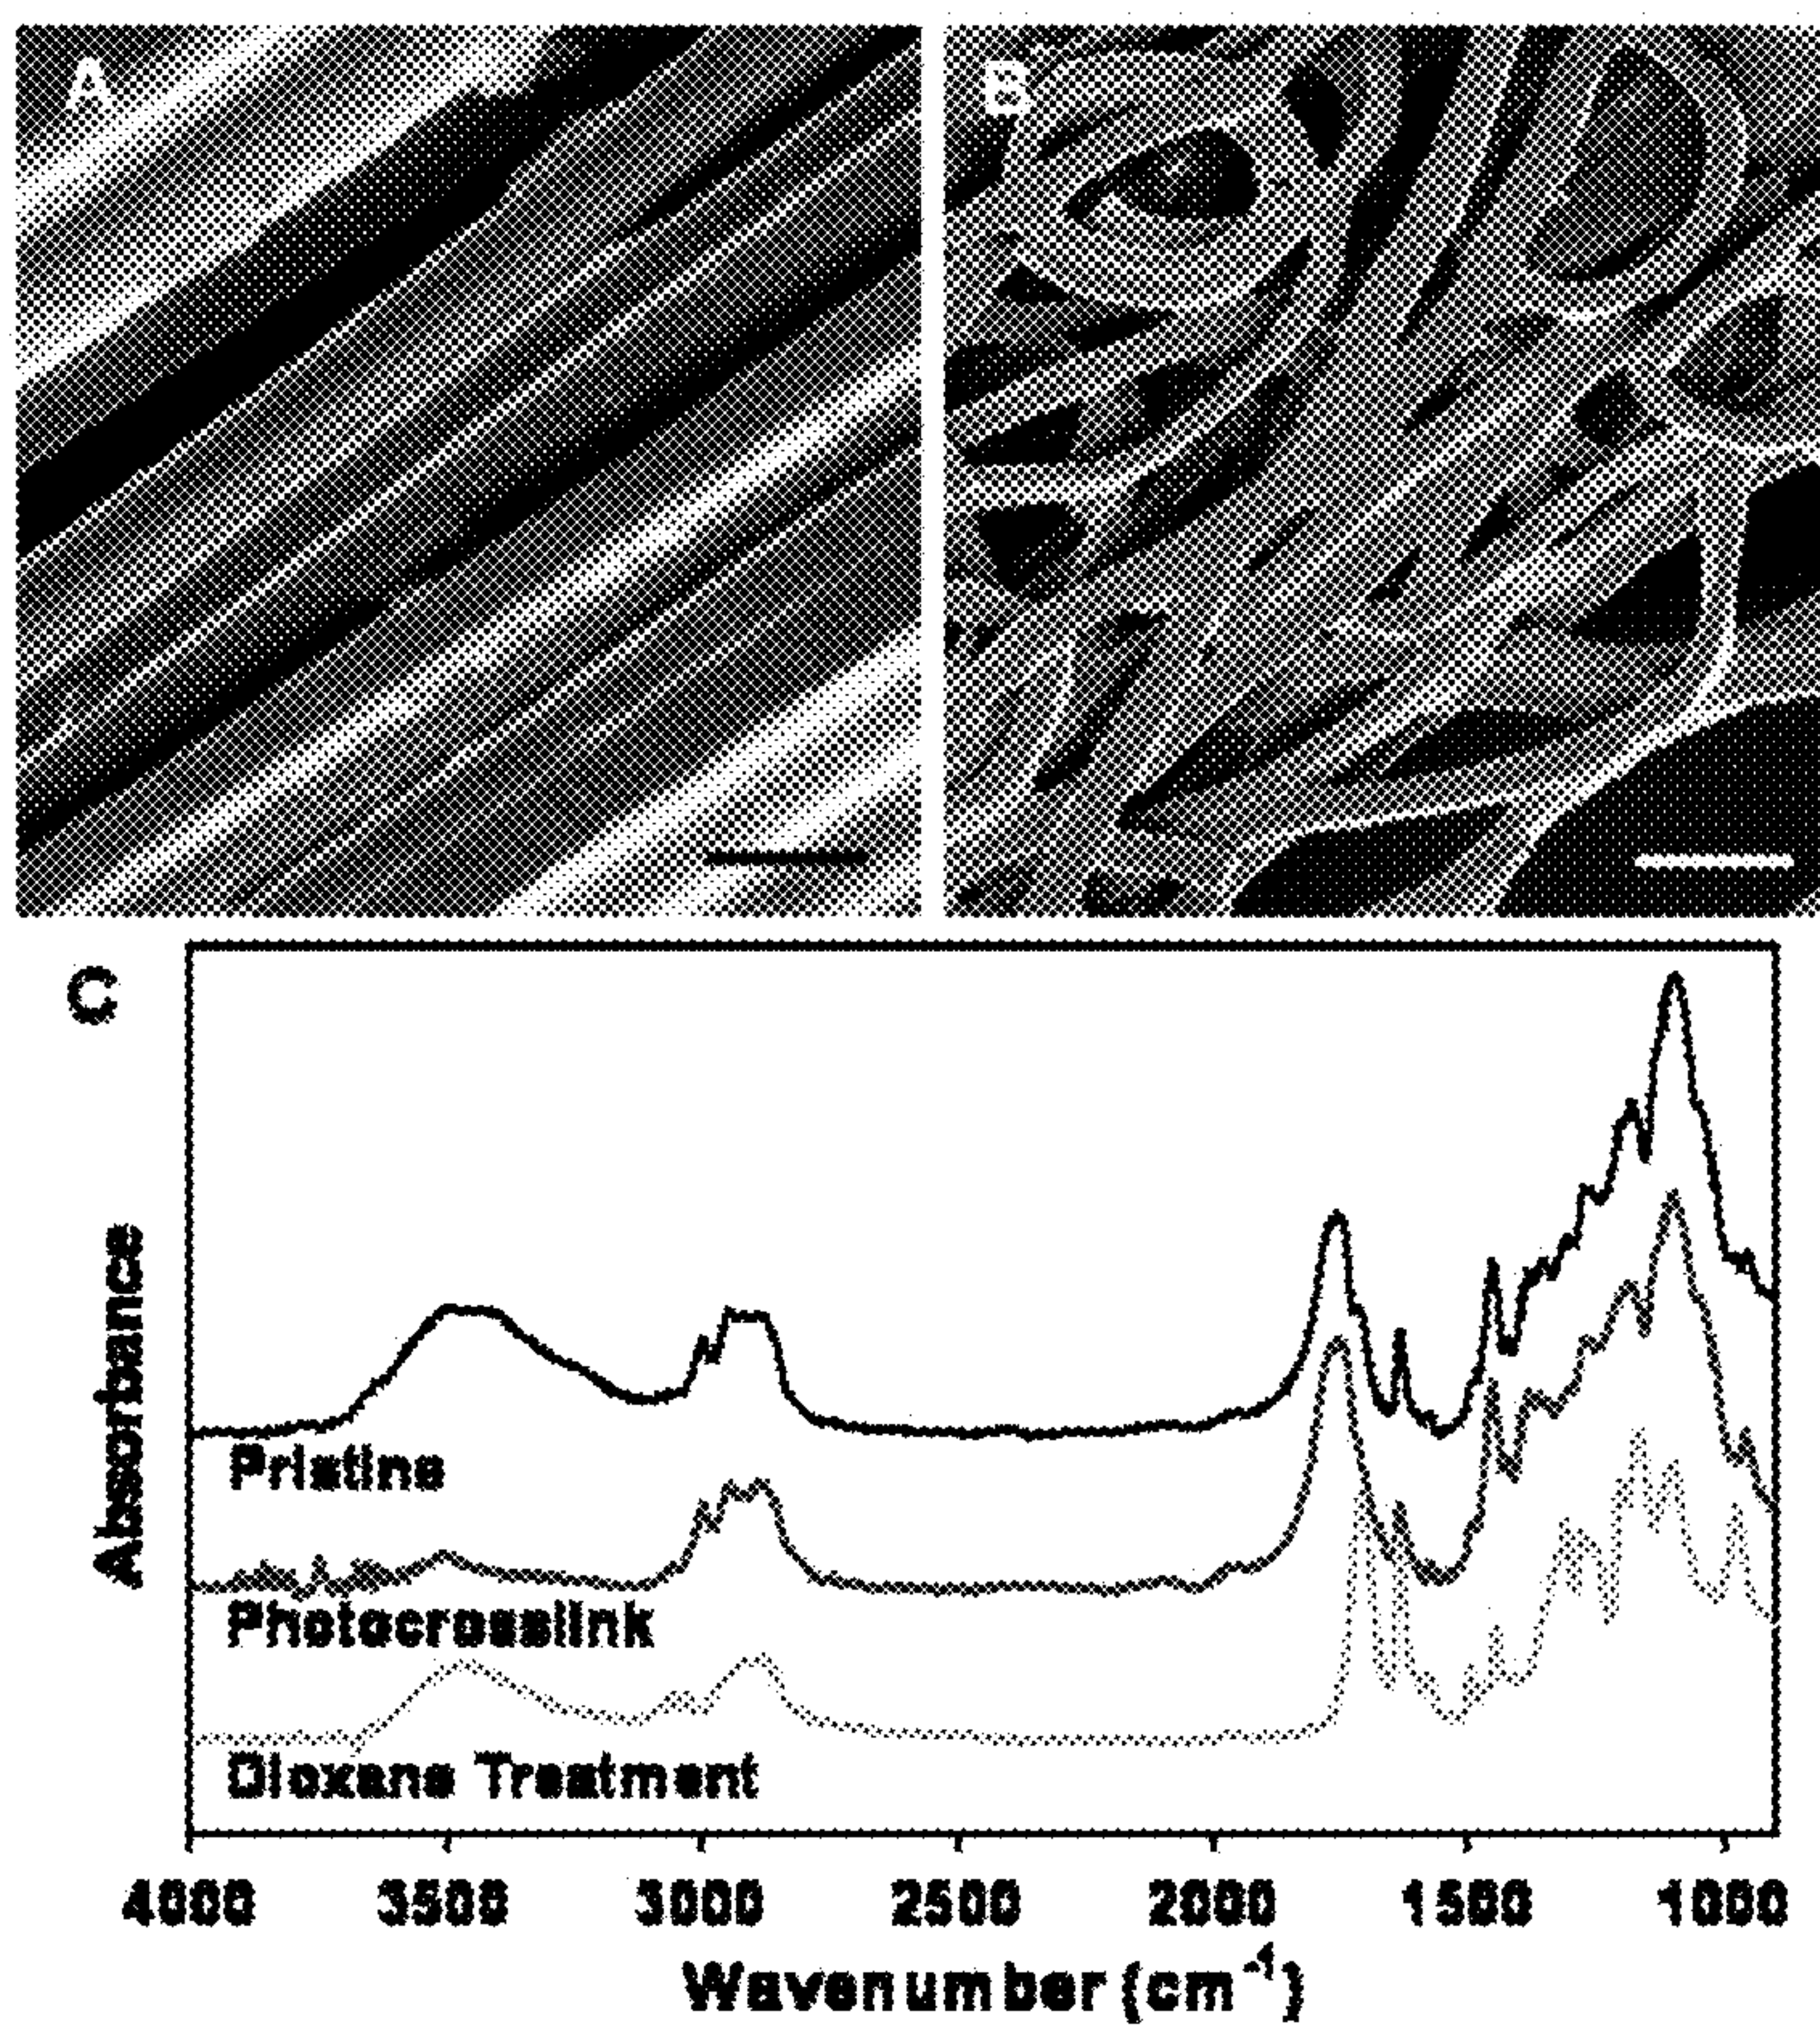 A B
C
Absorbance
Pristine
Photocrosslink
Dioxane Treatment
4000 3500 3000 2500 2000 1500 1000
Wavenumber (cm-1)